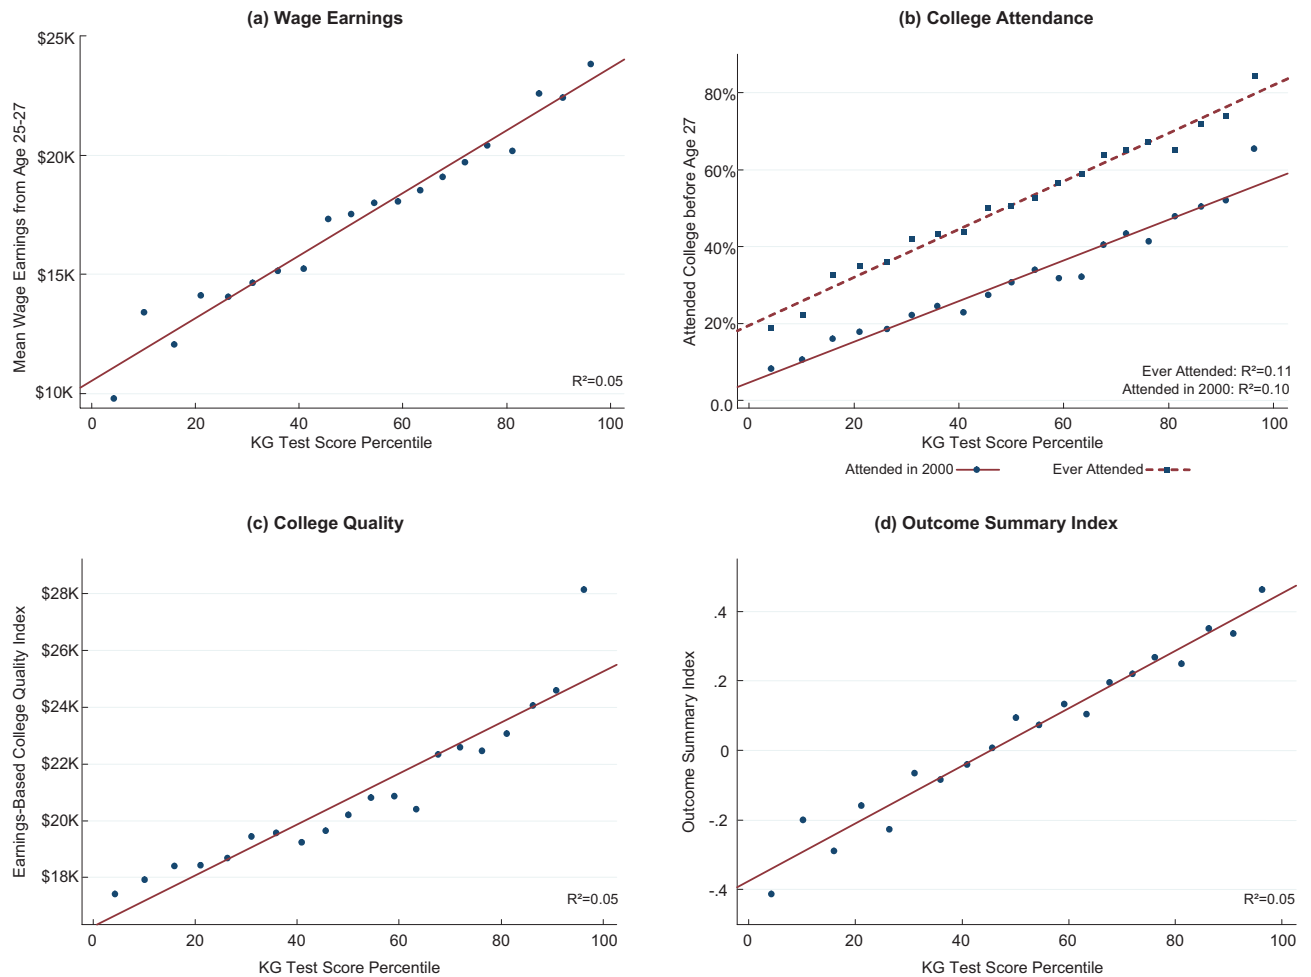 (a) Wage Earnings
Mean Wage Earnings from Age 25-27
$25K
$20K
$15K
$10K
R²=0.05
0 20 40 60 80 100
KG Test Score Percentile
(b) College Attendance
Attended College before Age 27
80%
60%
40%
20%
0.0
Ever Attended: R²=0.11
Attended in 2000: R²=0.10
0 20 40 60 80 100
KG Test Score Percentile
Attended in 2000 Ever Attended
(c) College Quality
Earnings-Based College Quality Index
$28K
$26K
$24K
$22K
$20K
$18K
R²=0.05
0 20 40 60 80 100
KG Test Score Percentile
(d) Outcome Summary Index
Outcome Summary Index
.4
.2
0
-.2
-.4
R²=0.05
0 20 40 60 80 100
KG Test Score Percentile